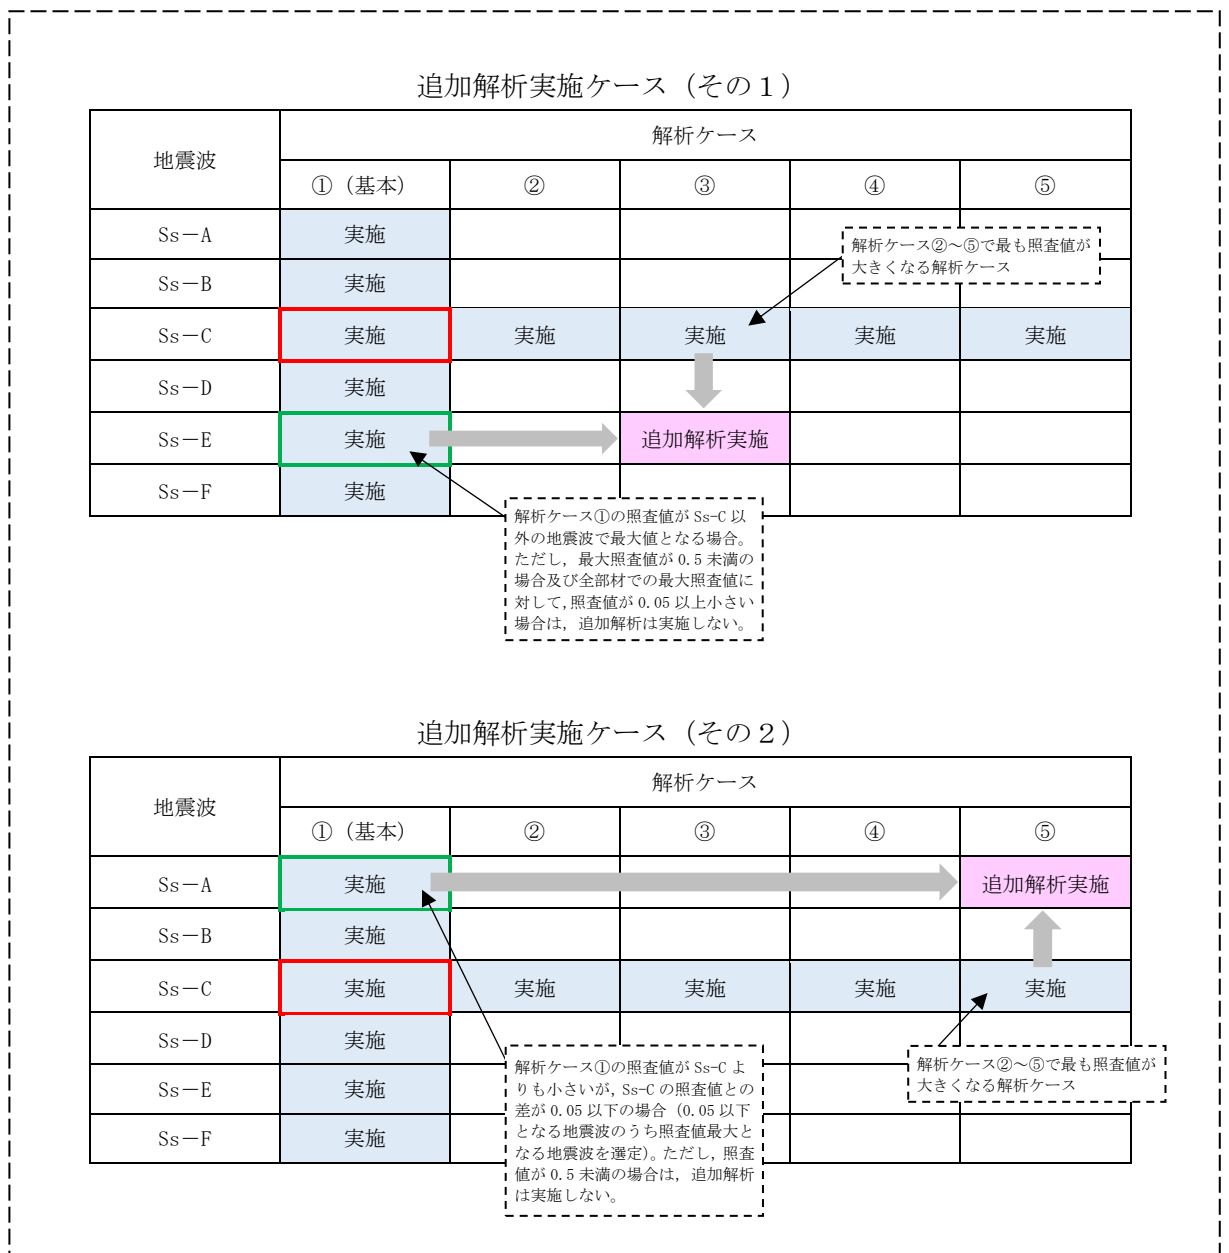 追加解析実施ケース（その１）
地震波
解析ケース
①（基本） ② ③ ④ ⑤
Ss－A 実施
解析ケース②～⑤で最も照査値が
大きくなる解析ケース
Ss－B 実施
Ss－C 実施 実施 実施 実施 実施
Ss－D 実施
Ss－E 実施 追加解析実施
Ss－F 実施
解析ケース①の照査値が Ss-C 以
外の地震波で最大値となる場合。
ただし，最大照査値が 0.5 未満の
場合及び全部材での最大照査値に
対して，照査値が 0.05 以上小さい
場合は，追加解析は実施しない。
追加解析実施ケース（その２）
地震波
解析ケース
①（基本） ② ③ ④ ⑤
Ss－A 実施 追加解析実施
Ss－B 実施
Ss－C 実施 実施 実施 実施 実施
Ss－D 実施
Ss－E 実施
Ss－F 実施
解析ケース①の照査値が Ss-C よ
りも小さいが，Ss-C の照査値との
差が 0.05 以下の場合（0.05 以下
となる地震波のうち照査値最大と
なる地震波を選定）。ただし，照査
値が 0.5 未満の場合は，追加解析
は実施しない。
解析ケース②～⑤で最も照査値が
大きくなる解析ケース